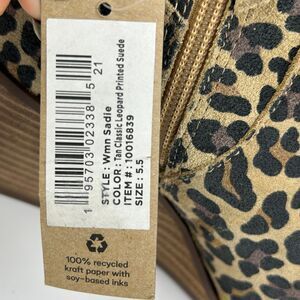 1 95703 02338 5 21
STYLE: Wmn Sadie
COLOR: Tan Classic Leopard Printed Suede
ITEM #: 10016839
SIZE: 5.5
100% recycled
kraft paper with
soy-based inks